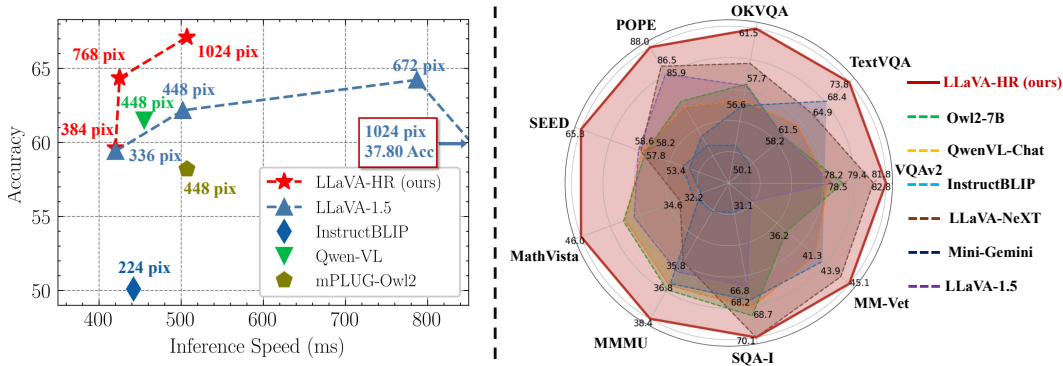 Accuracy
65
60
55
50
400
500
600
700
800
Inference Speed (ms)
768 pix
1024 pix
384 pix
448 pix
448 pix
672 pix
336 pix
448 pix
224 pix
1024 pix
37.80 Acc
LLaVA-HR (ours)
LLaVA-1.5
InstructBLIP
Qwen-VL
mPLUG-Owl2
OKVQA
POPE
TextVQA
SEED
VQAv2
MathVista
MM-Vet
MMMU
SQA-I
61.5
57.7
56.6
50.1
88.0
86.5
85.9
73.8
68.4
64.9
61.5
58.2
65.3
58.6
58.2
57.8
53.4
78.2
79.4
81.8
78.5
82.8
46.0
34.6
32.2
31.1
36.2
41.3
43.9
45.1
35.8
36.8
38.4
66.8
68.2
68.7
70.1
LLaVA-HR (ours)
Owl2-7B
QwenVL-Chat
InstructBLIP
LLaVA-NeXT
Mini-Gemini
LLaVA-1.5